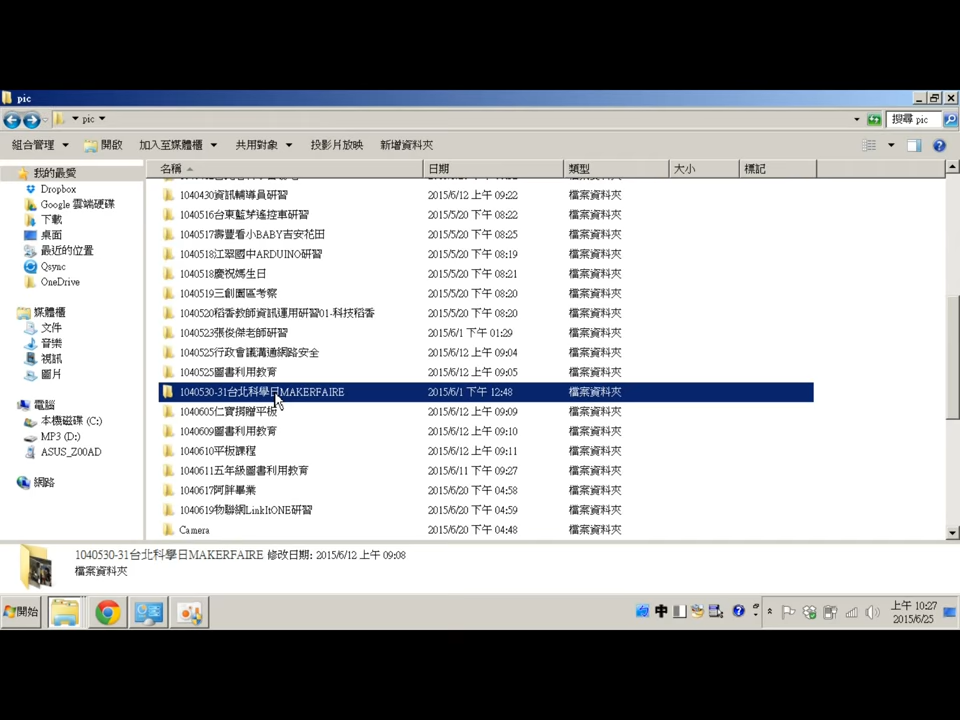 pic
pic
搜尋 pic
組合管理 開啟 加入至媒體櫃 共用對象 投影片放映 新增資料夾
名稱 日期 類型 大小 標記
我的最愛
Dropbox
Google 雲端硬碟
下載
桌面
最近的位置
Qsync
OneDrive
媒體櫃
文件
音樂
視訊
圖片
電腦
本機磁碟 (C:)
MP3 (D:)
ASUS_Z00AD
網路
1040430資訊輔導員研習 2015/6/12 上午 09:22 檔案資料夾
1040516台東藍芽遙控車研習 2015/5/20 下午 08:22 檔案資料夾
1040517壽豐看小BABY吉安花田 2015/5/20 下午 08:25 檔案資料夾
1040518江翠國中ARDUINO研習 2015/5/20 下午 08:19 檔案資料夾
1040518慶祝媽生日 2015/5/20 下午 08:21 檔案資料夾
1040519三創園區考察 2015/5/20 下午 08:20 檔案資料夾
1040520稻香教師資訊運用研習01-科技稻香 2015/5/20 下午 08:20 檔案資料夾
1040523張俊傑老師研習 2015/6/1 下午 01:29 檔案資料夾
1040525行政會議溝通網路安全 2015/6/12 上午 09:04 檔案資料夾
1040525圖書利用教育 2015/6/12 上午 09:05 檔案資料夾
1040530-31台北科學日MAKERFAIRE 2015/6/1 下午 12:48 檔案資料夾
1040605仁寶捐贈平板 2015/6/12 上午 09:09 檔案資料夾
1040609圖書利用教育 2015/6/12 上午 09:10 檔案資料夾
1040610平板課程 2015/6/12 上午 09:11 檔案資料夾
1040611五年級圖書利用教育 2015/6/11 上午 09:27 檔案資料夾
1040617阿胖畢業 2015/6/20 下午 04:58 檔案資料夾
1040619物聯網LinkItONE研習 2015/6/20 下午 04:59 檔案資料夾
Camera 2015/6/20 下午 04:48 檔案資料夾
1040530-31台北科學日MAKERFAIRE 修改日期: 2015/6/12 上午 09:08
檔案資料夾
開始
中
上午 10:27
2015/6/25